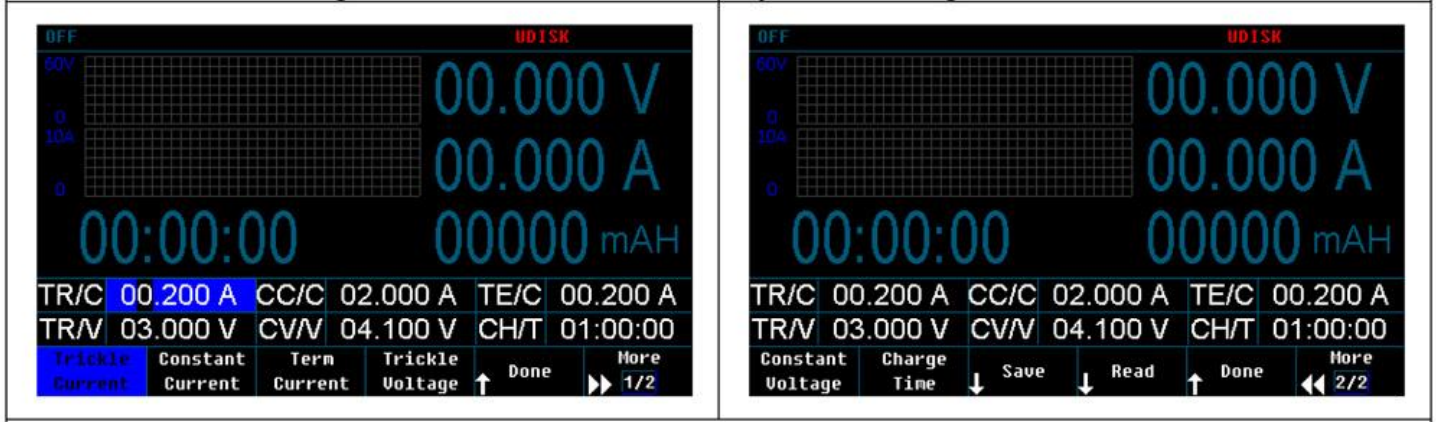 OFF UDISK
60V
00.000 V
0
10A
00.000 A
0
00:00:00 00000 mAH
TR/C 00.200 A CC/C 02.000 A TE/C 00.200 A
TR/V 03.000 V CV/V 04.100 V CH/T 01:00:00
Trickle Current
Constant Current
Term Current
Trickle Voltage
Done
More 1/2
OFF UDISK
60V
00.000 V
0
10A
00.000 A
0
00:00:00 00000 mAH
TR/C 00.200 A CC/C 02.000 A TE/C 00.200 A
TR/V 03.000 V CV/V 04.100 V CH/T 01:00:00
Constant Voltage
Charge Time
Save
Read
Done
More 2/2